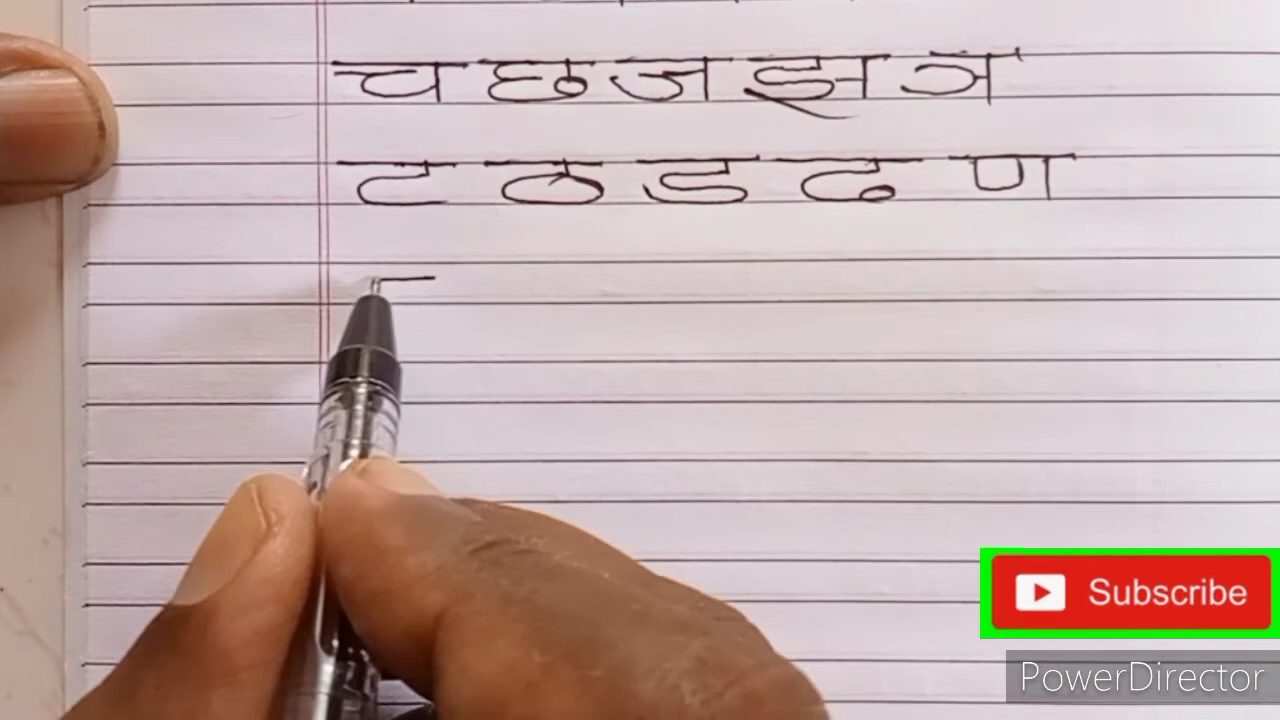 च छ ज झ ञ
ट ठ ड ढ ण
Subscribe
PowerDirector